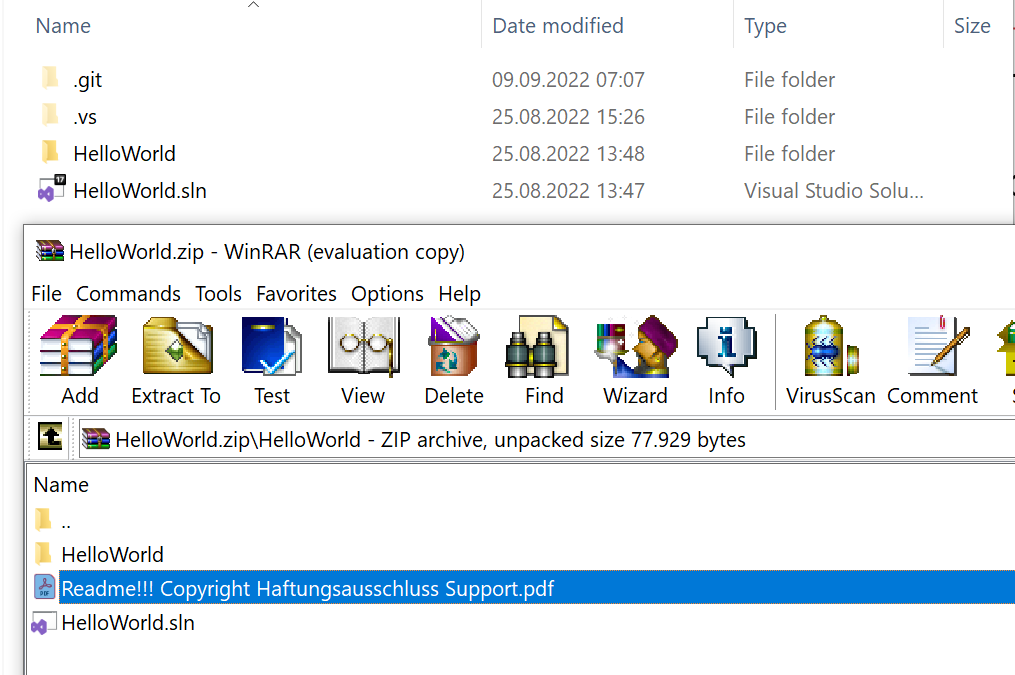 Name Date modified Type Size
.git 09.09.2022 07:07 File folder
.vs 25.08.2022 15:26 File folder
HelloWorld 25.08.2022 13:48 File folder
17
HelloWorld.sln 25.08.2022 13:47 Visual Studio Solu...
HelloWorld.zip - WinRAR (evaluation copy)
File Commands Tools Favorites Options Help
Add Extract To Test View Delete Find Wizard Info VirusScan Comment
HelloWorld.zip\HelloWorld - ZIP archive, unpacked size 77.929 bytes
Name
..
HelloWorld
PDF
Readme!!! Copyright Haftungsausschluss Support.pdf
HelloWorld.sln